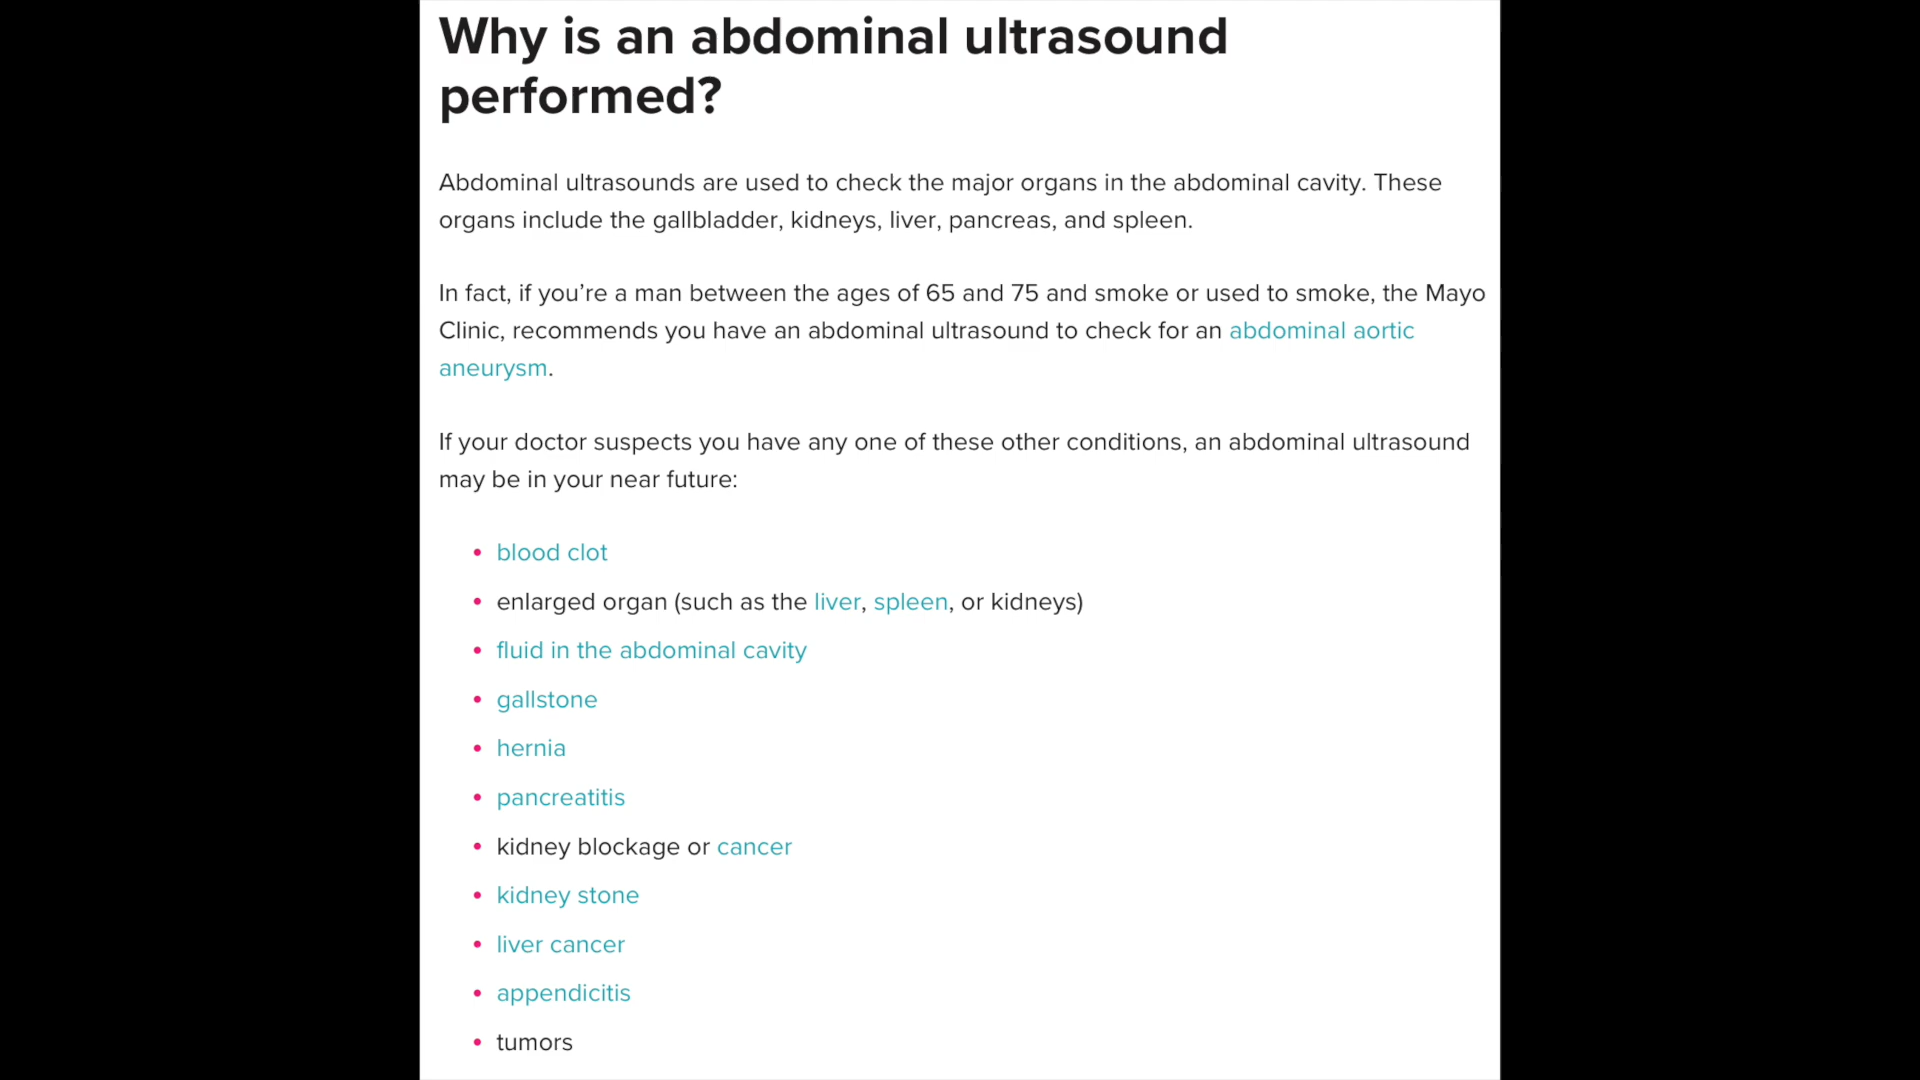 Why is an abdominal ultrasound
performed?
Abdominal ultrasounds are used to check the major organs in the abdominal cavity. These
organs include the gallbladder, kidneys, liver, pancreas, and spleen.
In fact, if you’re a man between the ages of 65 and 75 and smoke or used to smoke, the Mayo
Clinic, recommends you have an abdominal ultrasound to check for an abdominal aortic
aneurysm.
If your doctor suspects you have any one of these other conditions, an abdominal ultrasound
may be in your near future:
• blood clot
• enlarged organ (such as the liver, spleen, or kidneys)
• fluid in the abdominal cavity
• gallstone
• hernia
• pancreatitis
• kidney blockage or cancer
• kidney stone
• liver cancer
• appendicitis
• tumors